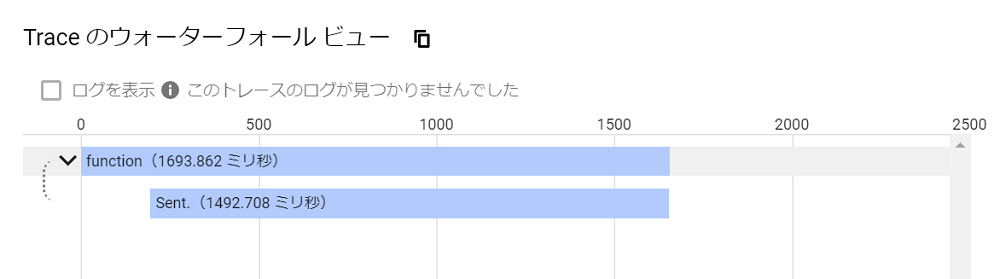 Trace のウォーターフォール ビュー
ログを表示 このトレースのログが見つかりませんでした
0 500 1000 1500 2000 2500
function（1693.862 ミリ秒）
Sent.（1492.708 ミリ秒）